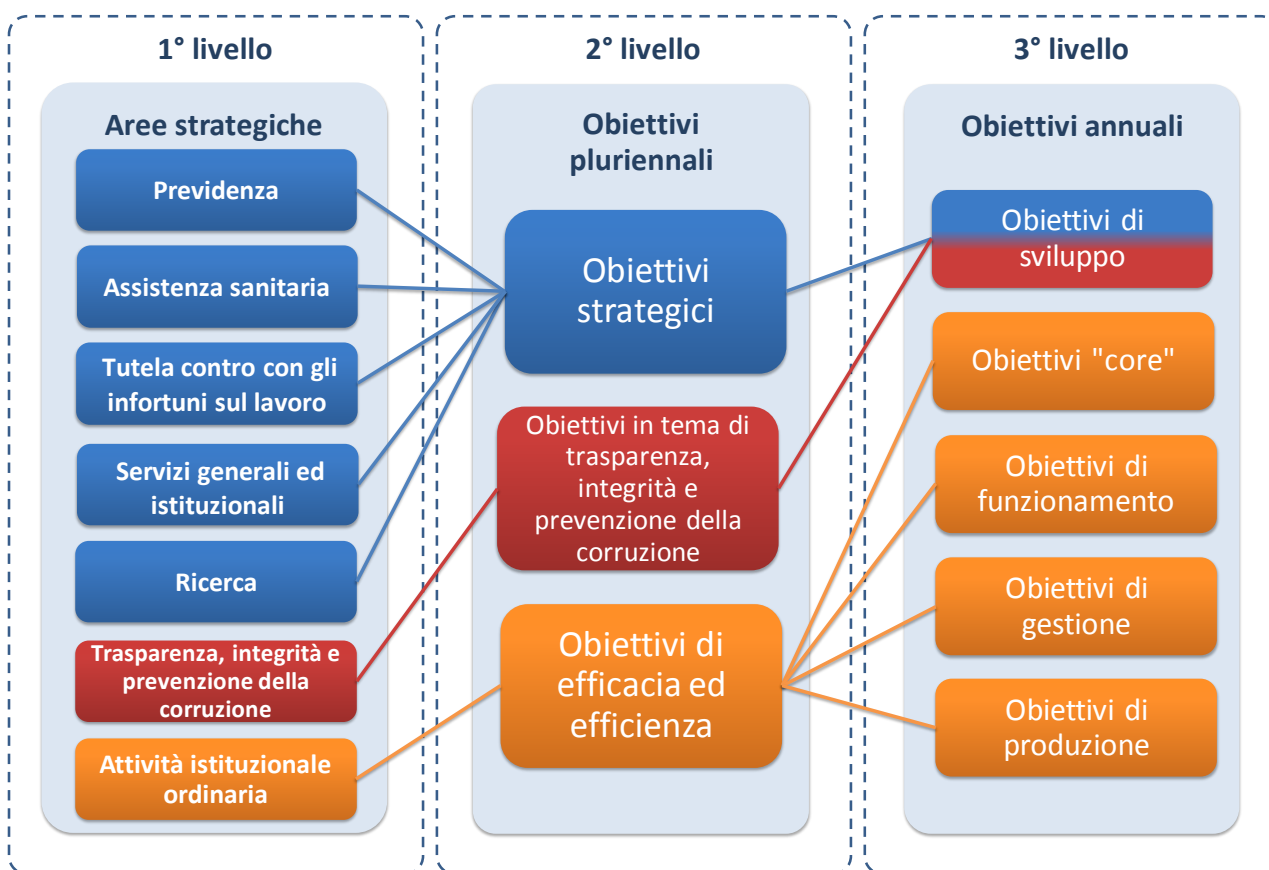 1° livello
Aree strategiche
Previdenza
Assistenza sanitaria
Tutela contro con gli
infortuni sul lavoro
Servizi generali ed
istituzionali
Ricerca
Trasparenza, integrità e
prevenzione della
corruzione
Attività istituzionale
ordinaria
2° livello
Obiettivi
pluriennali
Obiettivi
strategici
Obiettivi in tema di
trasparenza,
integrità e
prevenzione della
corruzione
Obiettivi di
efficacia ed
efficienza
3° livello
Obiettivi annuali
Obiettivi di
sviluppo
Obiettivi "core"
Obiettivi di
funzionamento
Obiettivi di
gestione
Obiettivi di
produzione